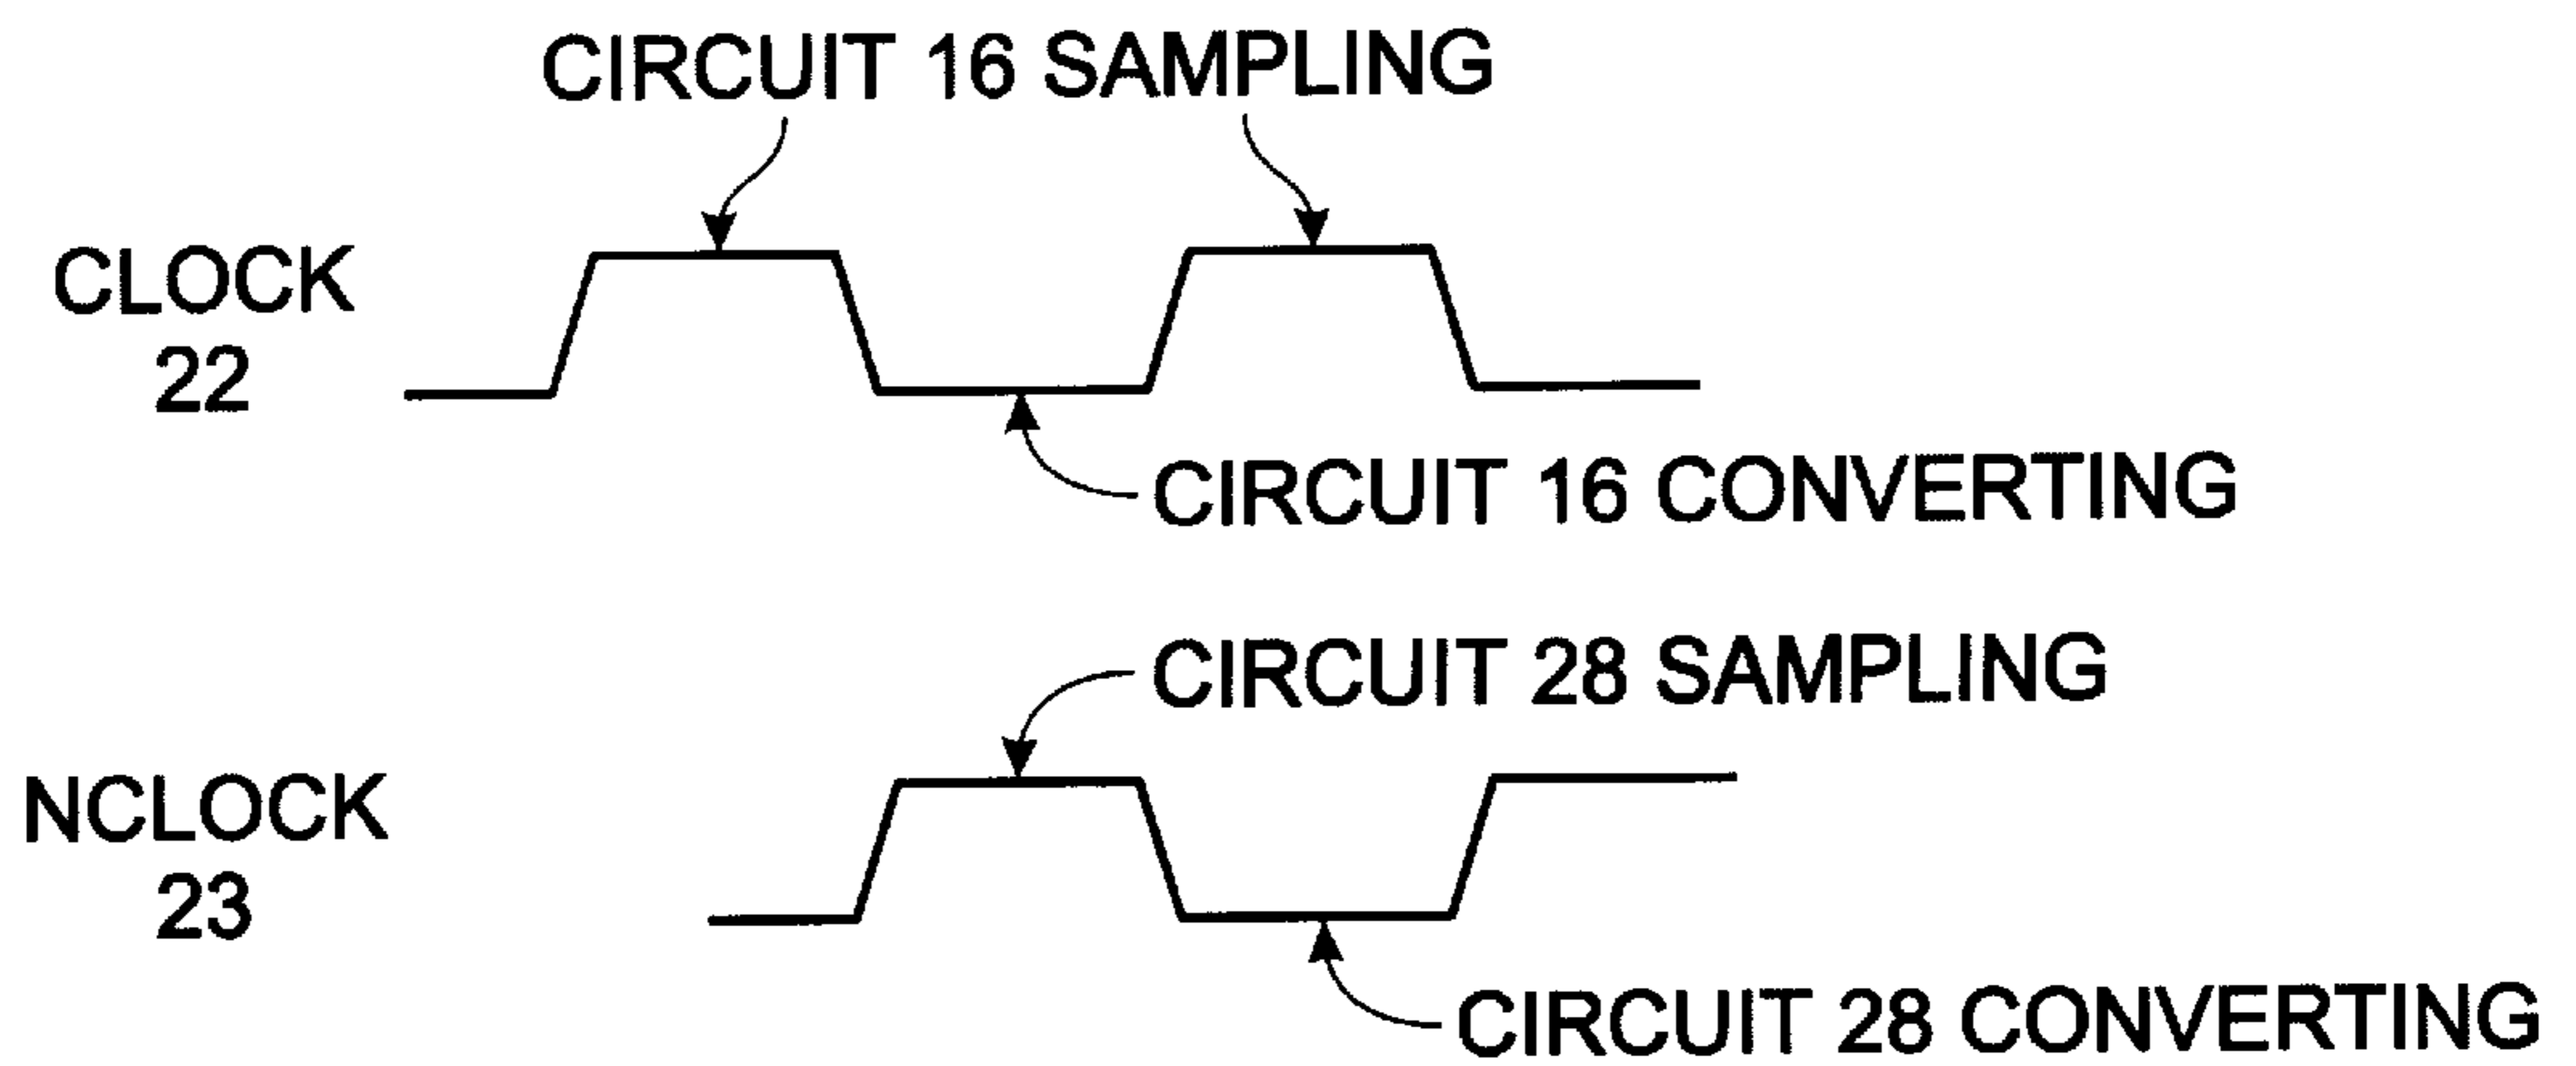 CIRCUIT 16 SAMPLING
CLOCK
22
CIRCUIT 16 CONVERTING
CIRCUIT 28 SAMPLING
NCLOCK
23
CIRCUIT 28 CONVERTING